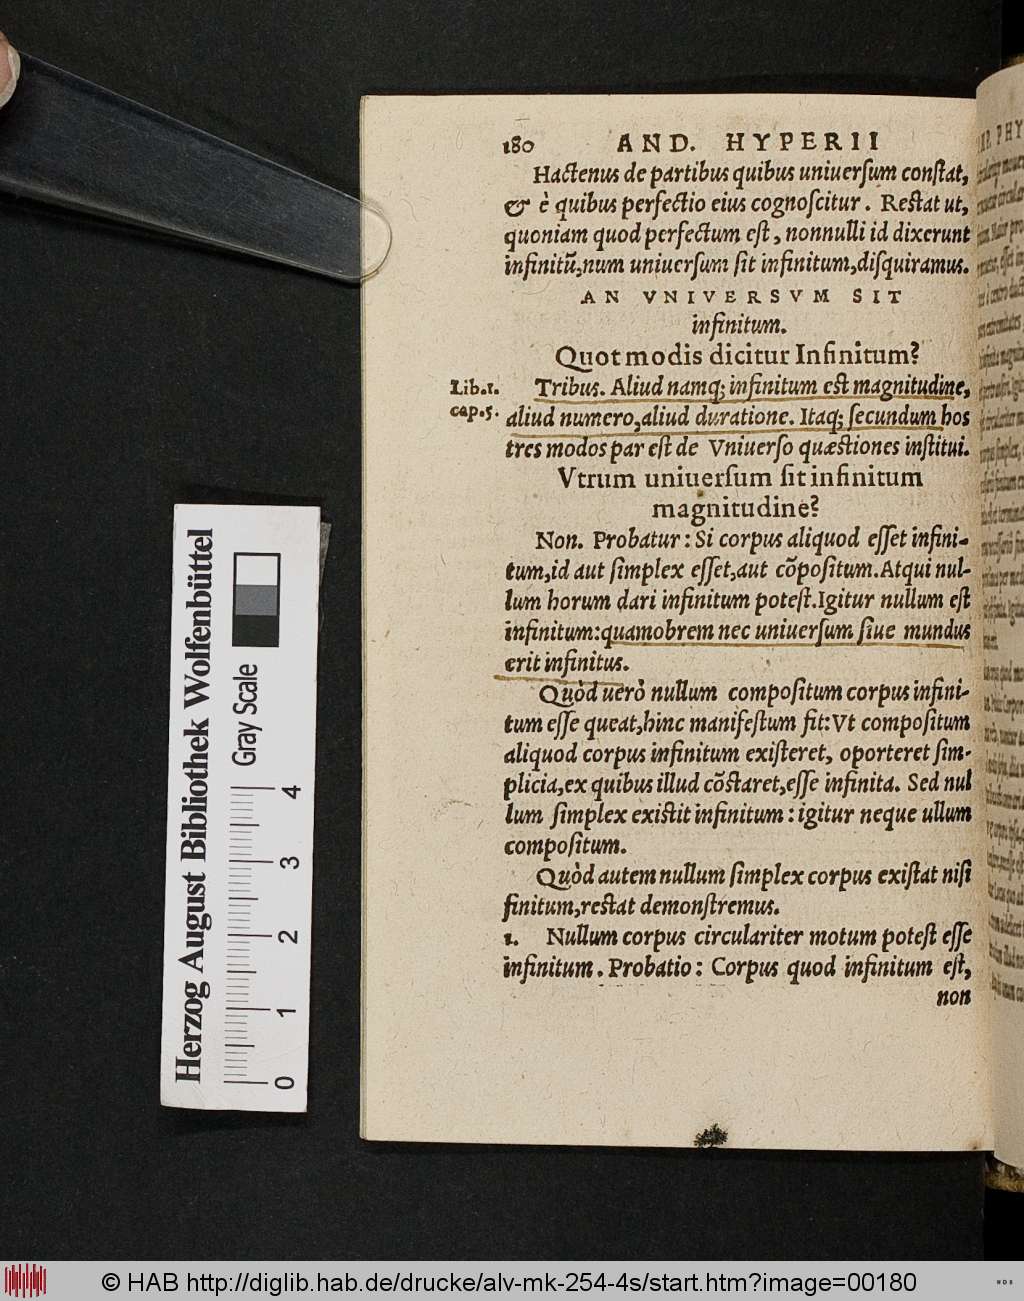 180 AND. HYPERII
Hactenus de partibus quibus uniuersum constat,
& è quibus perfectio eius cognoscitur. Restat ut,
quoniam quod perfectum est, nonnulli id dixerunt
infinitũ, num uniuersum sit infinitum, disquiramus.
AN VNIVERSVM SIT
infinitum.
Quot modis dicitur Infinitum?
Lib.1.
cap.5.
Tribus. Aliud namq; infinitum est magnitudine,
aliud numero, aliud duratione. Itaq; secundum hos
tres modos par est de Vniuerso quæstiones institui.
Vtrum uniuersum sit infinitum
magnitudine?
Non. Probatur: Si corpus aliquod esset infini-
tum, id aut simplex esset, aut cõpositum. Atqui nul-
lum horum dari infinitum potest. Igitur nullum est
infinitum: quamobrem nec uniuersum siue mundus
erit infinitus.
Quòd uerò nullum compositum corpus infini-
tum esse queat, hinc manifestum fit: Vt compositum
aliquod corpus infinitum existeret, oporteret sim-
plicia, ex quibus illud cõstaret, esse infinita. Sed nul
lum simplex existit infinitum: igitur neque ullum
compositum.
Quòd autem nullum simplex corpus existat nisi
finitum, restat demonstremus.
1. Nullum corpus circulariter motum potest esse
infinitum. Probatio: Corpus quod infinitum est,
non
Herzog August Bibliothek Wolfenbüttel
Gray Scale
0 1 2 3 4
© HAB http://diglib.hab.de/drucke/alv-mk-254-4s/start.htm?image=00180